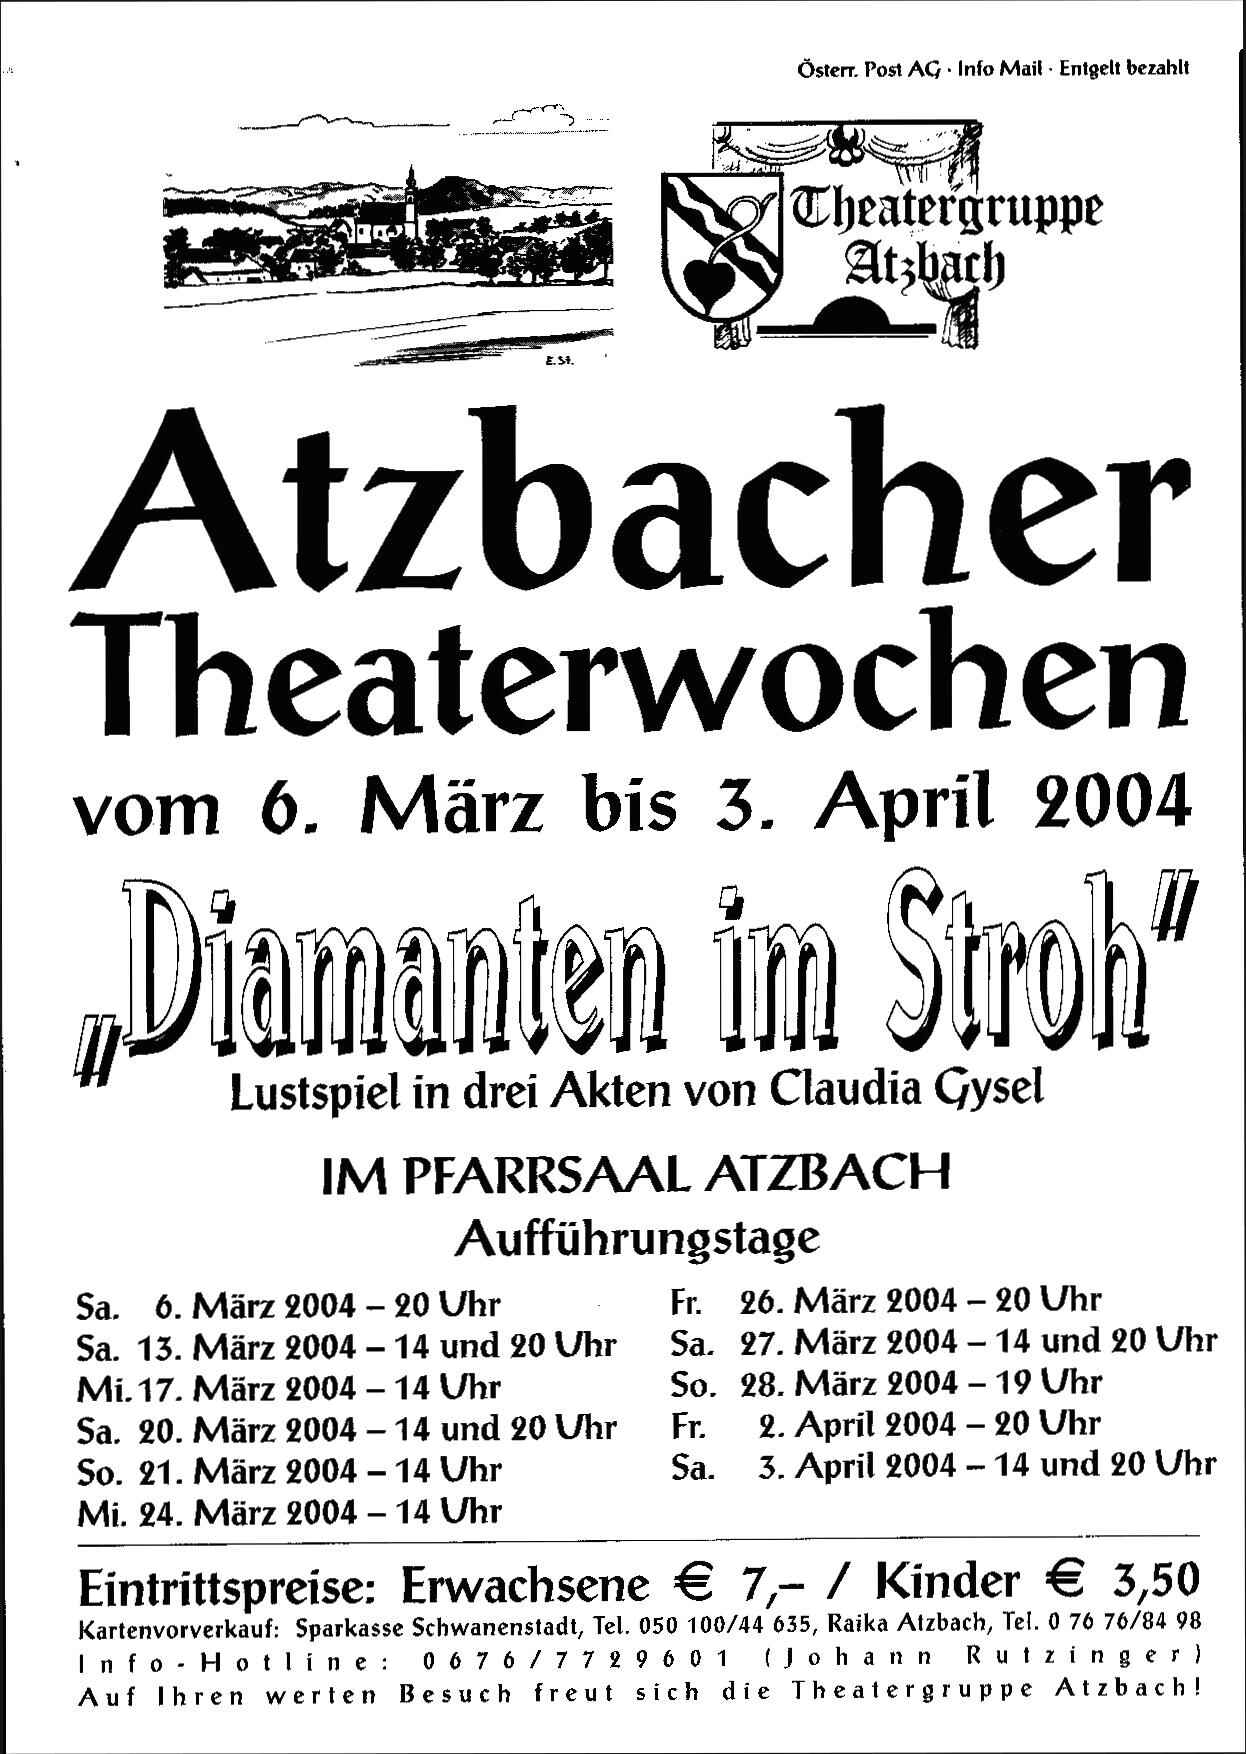 Österr. Post AG · Info Mail · Entgelt bezahlt
Theatergruppe
Atzbach
E.St.
Atzbacher
Theaterwochen
vom 6. März bis 3. April 2004
„Diamanten im Stroh“
Lustspiel in drei Akten von Claudia Gysel
IM PFARRSAAL ATZBACH
Aufführungstage
Sa. 6. März 2004 – 20 Uhr
Sa. 13. März 2004 – 14 und 20 Uhr
Mi. 17. März 2004 – 14 Uhr
Sa. 20. März 2004 – 14 und 20 Uhr
So. 21. März 2004 – 14 Uhr
Mi. 24. März 2004 – 14 Uhr
Fr. 26. März 2004 – 20 Uhr
Sa. 27. März 2004 – 14 und 20 Uhr
So. 28. März 2004 – 19 Uhr
Fr. 2. April 2004 – 20 Uhr
Sa. 3. April 2004 – 14 und 20 Uhr
Eintrittspreise: Erwachsene € 7,– / Kinder € 3,50
Kartenvorverkauf: Sparkasse Schwanenstadt, Tel. 050 100/44 635, Raika Atzbach, Tel. 0 76 76/84 98
Info-Hotline: 0676/7729601 (Johann Rutzinger)
Auf Ihren werten Besuch freut sich die Theatergruppe Atzbach!